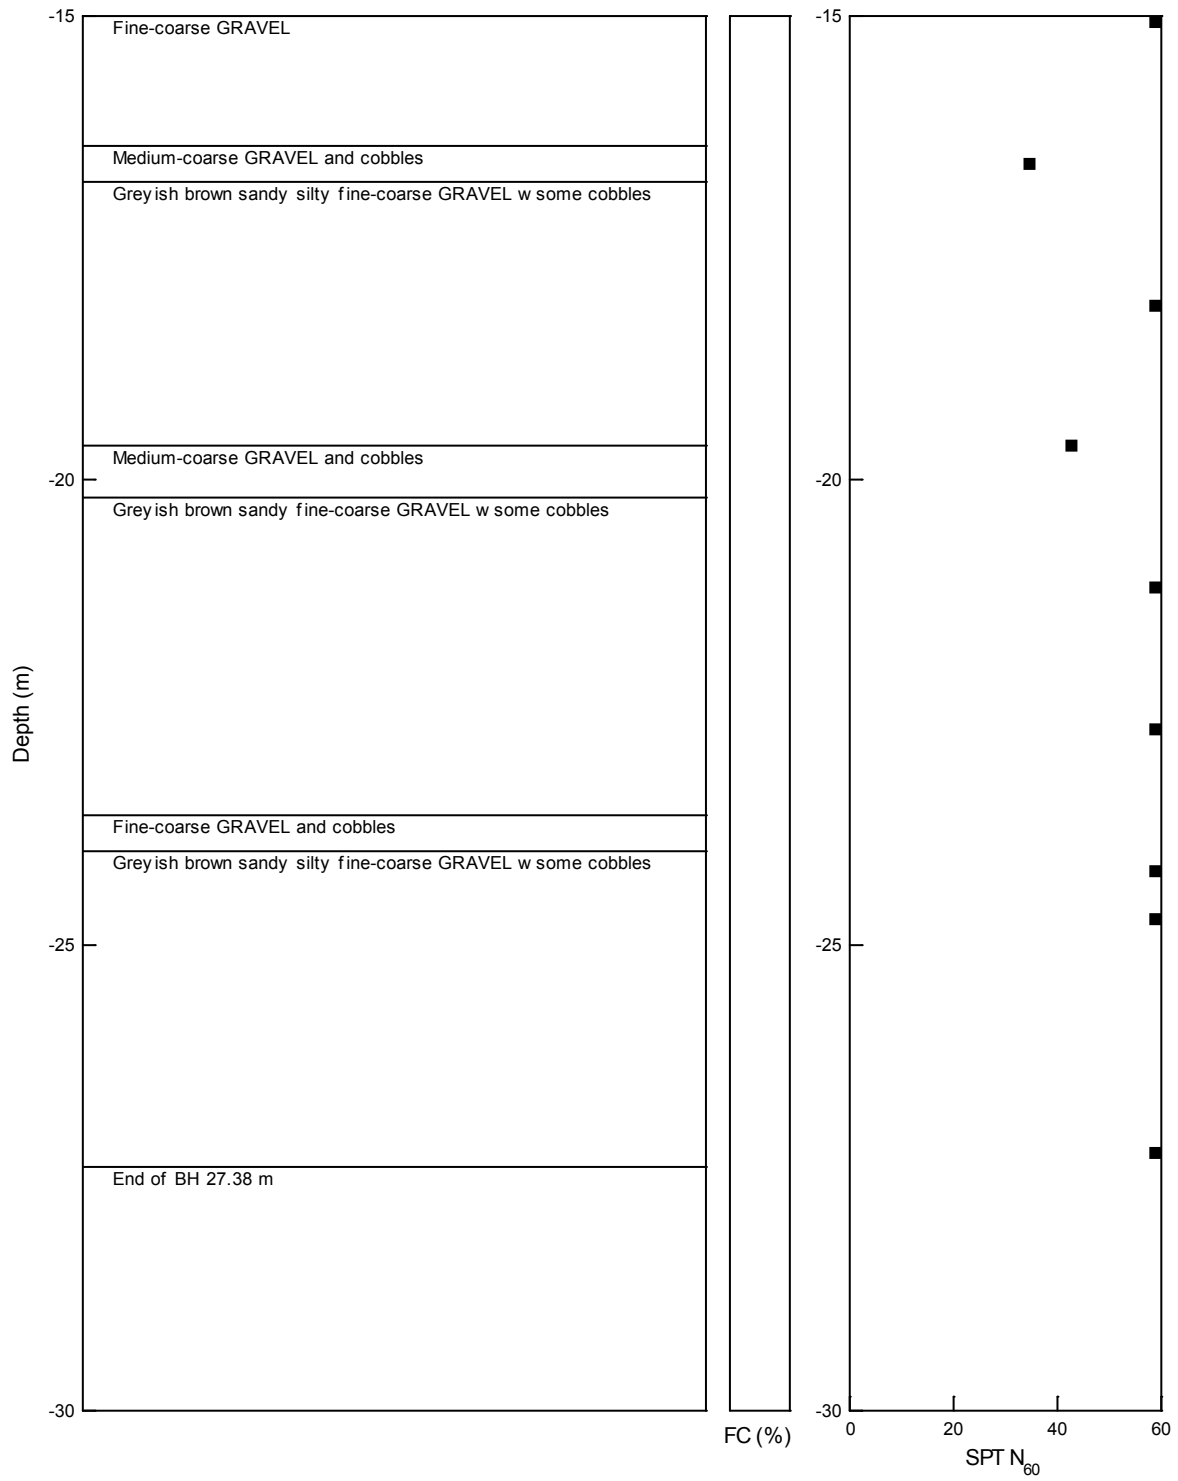 -15
Fine-coarse GRAVEL
Medium-coarse GRAVEL and cobbles
Greyish brown sandy silty fine-coarse GRAVEL w some cobbles
Medium-coarse GRAVEL and cobbles
-20
Greyish brown sandy fine-coarse GRAVEL w some cobbles
Depth (m)
Fine-coarse GRAVEL and cobbles
Greyish brown sandy silty fine-coarse GRAVEL w some cobbles
-25
End of BH 27.38 m
-30
FC (%)
-15
-20
-25
-30
0 20 40 60
SPT N60